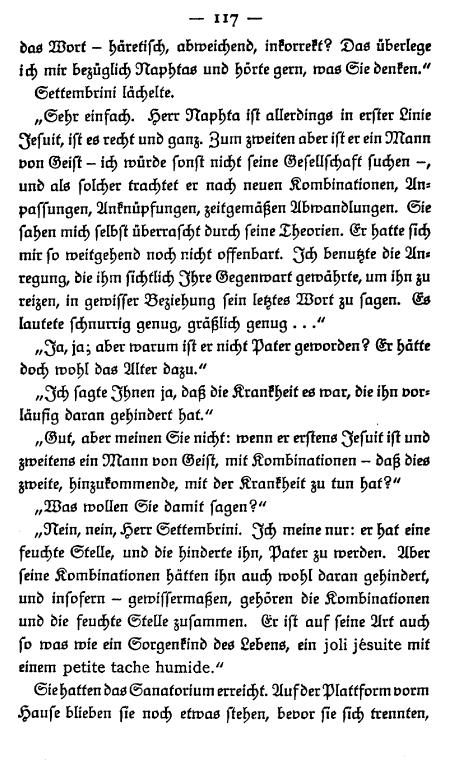 — 117 —
das Wort – häretisch, abweichend, inkorrekt? Das überlege
ich mir bezüglich Naphtas und hörte gern, was Sie denken.“
Settembrini lächelte.
„Sehr einfach. Herr Naphta ist allerdings in erster Linie
Jesuit, ist es recht und ganz. Zum zweiten aber ist er ein Mann
von Geist – ich würde sonst nicht seine Gesellschaft suchen –,
und als solcher trachtet er nach neuen Kombinationen, An⸗
passungen, Anknüpfungen, zeitgemäßen Abwandlungen. Sie
sahen mich selbst überrascht durch seine Theorien. Er hatte sich
mir so weitgehend noch nicht offenbart. Ich benutzte die An⸗
regung, die ihm sichtlich Ihre Gegenwart gewährte, um ihn zu
reizen, in gewisser Beziehung sein letztes Wort zu sagen. Es
lautete schnurrig genug, gräßlich genug . . .“
„Ja, ja; aber warum ist er nicht Pater geworden? Er hätte
doch wohl das Alter dazu.“
„Ich sagte Ihnen ja, daß die Krankheit es war, die ihn vor⸗
läufig daran gehindert hat.“
„Gut, aber meinen Sie nicht: wenn er erstens Jesuit ist und
zweitens ein Mann von Geist, mit Kombinationen – daß dies
zweite, hinzukommende, mit der Krankheit zu tun hat?“
„Was wollen Sie damit sagen?“
„Nein, nein, Herr Settembrini. Ich meine nur: er hat eine
feuchte Stelle, und die hinderte ihn, Pater zu werden. Aber
seine Kombinationen hätten ihn auch wohl daran gehindert,
und insofern – gewissermaßen, gehören die Kombinationen
und die feuchte Stelle zusammen. Er ist auf seine Art auch
so was wie ein Sorgenkind des Lebens, ein joli jésuite mit
einem petite tache humide.“
Sie hatten das Sanatorium erreicht. Auf der Plattform vorm
Hause blieben sie noch etwas stehen, bevor sie sich trennten,